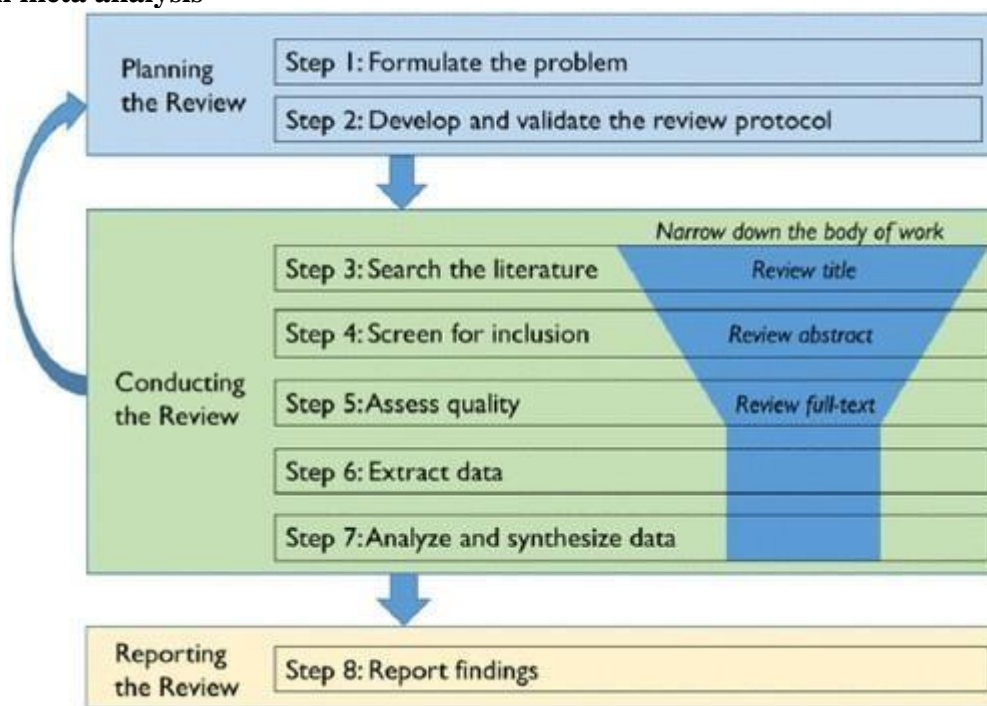 meta analysis
Planning
the Review
Step 1: Formulate the problem
Step 2: Develop and validate the review protocol
Narrow down the body of work
Step 3: Search the literature
Review title
Step 4: Screen for inclusion
Review abstract
Conducting
the Review
Step 5: Assess quality
Review full-text
Step 6: Extract data
Step 7: Analyze and synthesize data
Reporting
the Review
Step 8: Report findings